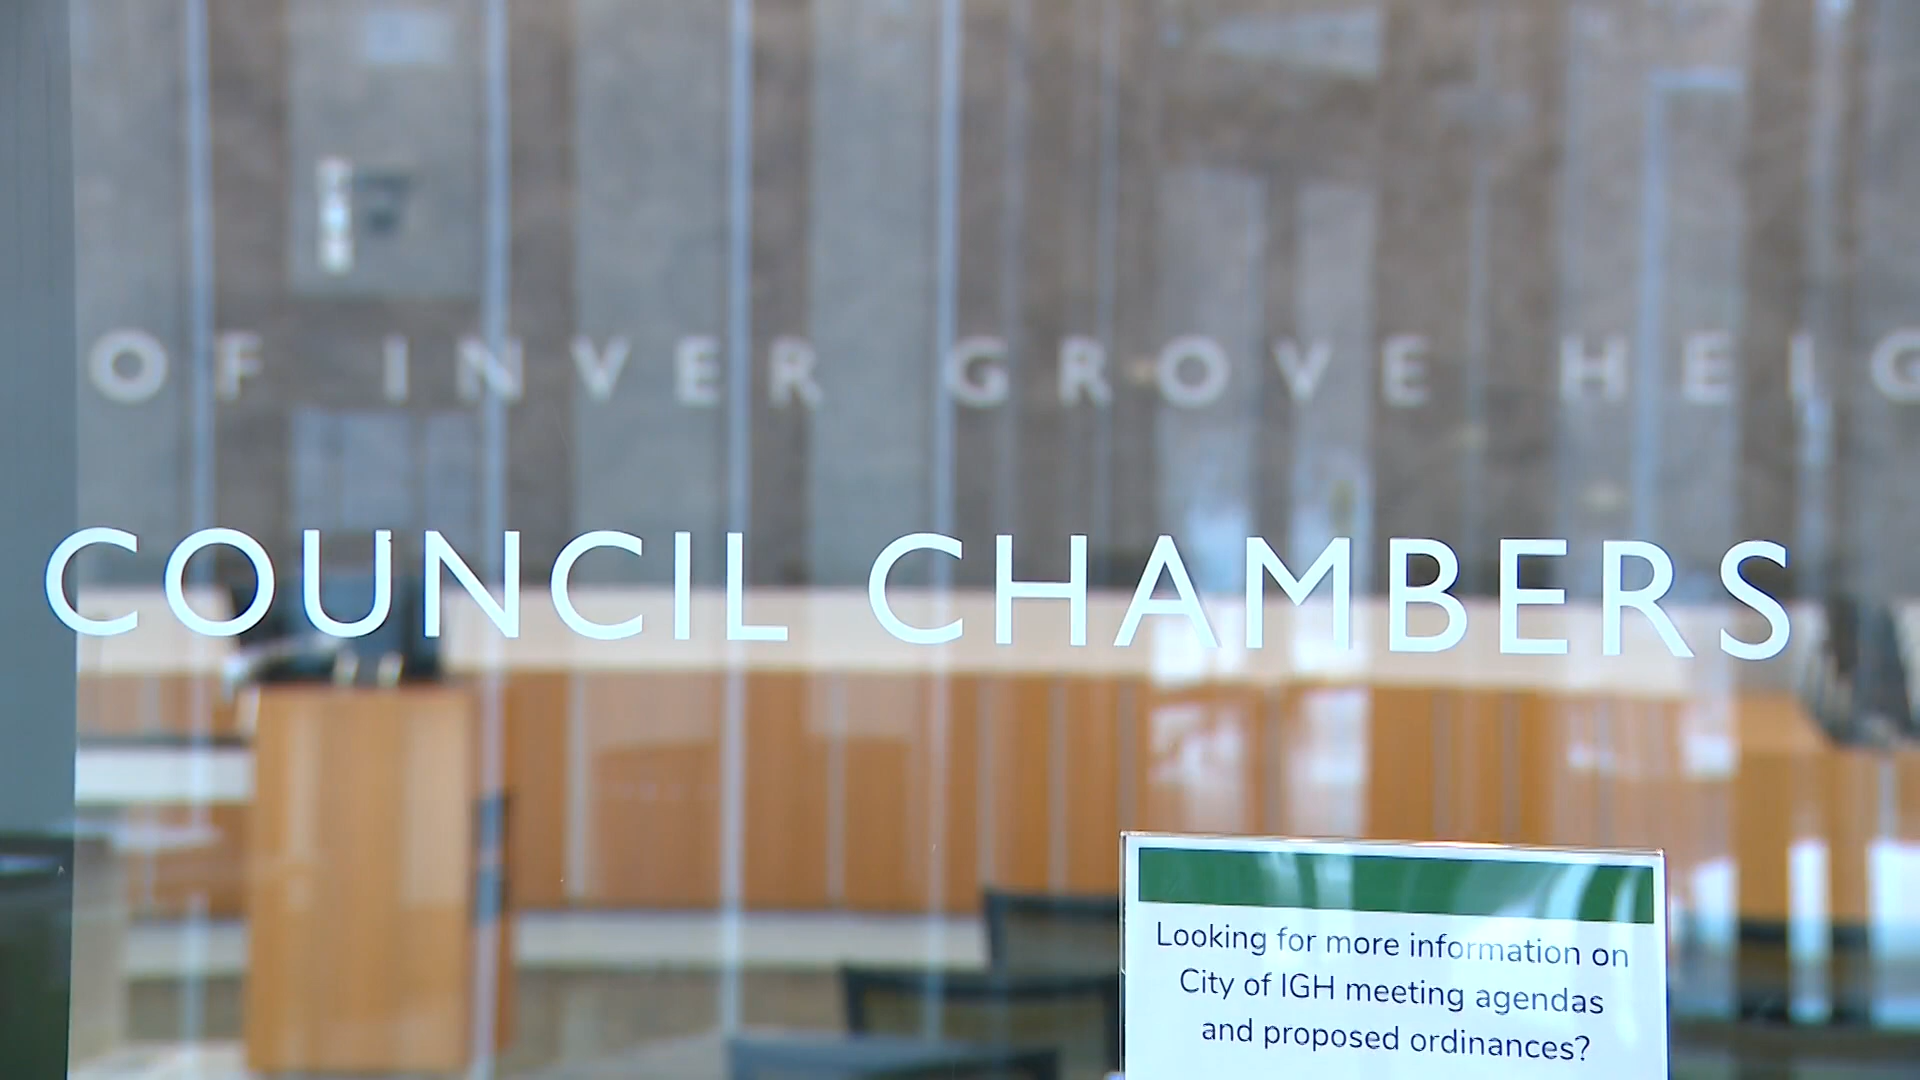 OF INVER GROVE HEIG
COUNCIL CHAMBERS
Looking for more information on
City of IGH meeting agendas
and proposed ordinances?